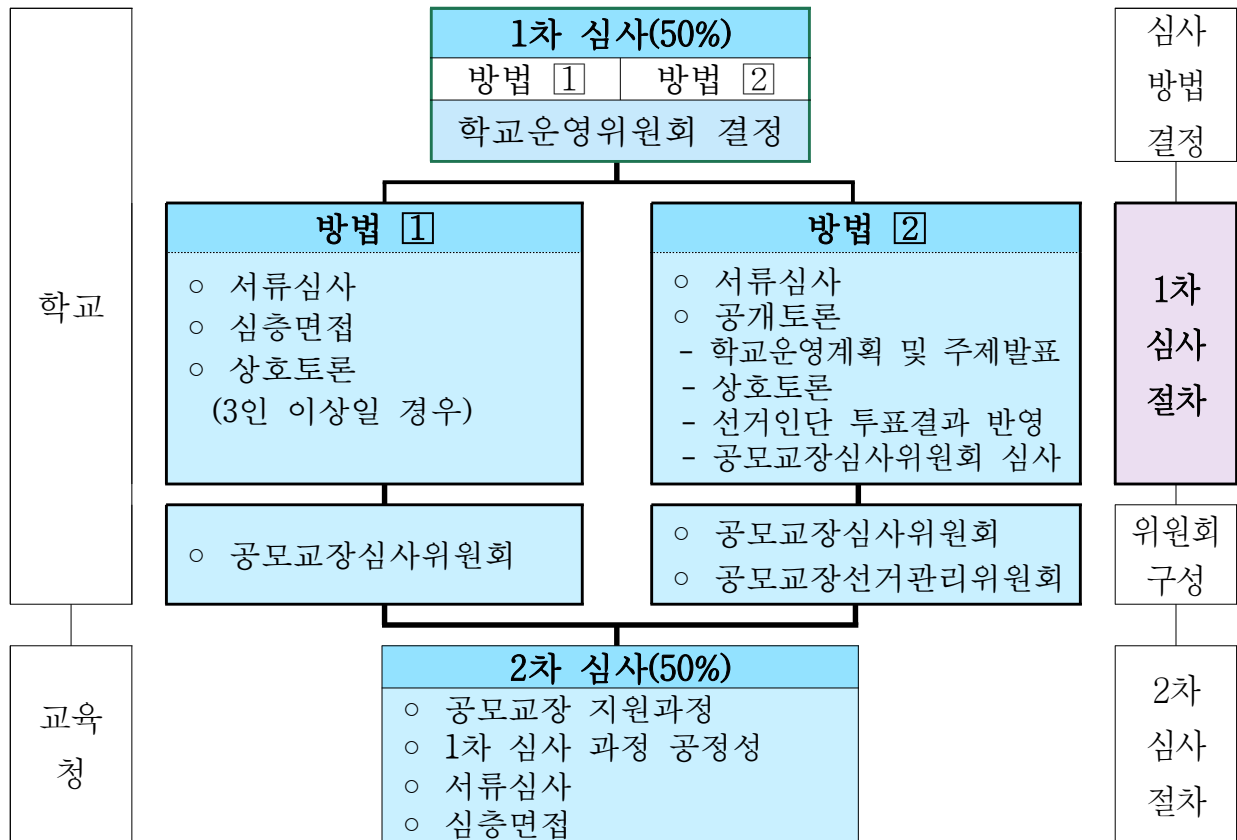 1차 심사(50%)
방법 1 방법 2
학교운영위원회 결정
심사
방법
결정
학교
방법 1
○ 서류심사
○ 심층면접
○ 상호토론
(3인 이상일 경우)
방법 2
○ 서류심사
○ 공개토론
- 학교운영계획 및 주제발표
- 상호토론
- 선거인단 투표결과 반영
- 공모교장심사위원회 심사
1차
심사
절차
○ 공모교장심사위원회
○ 공모교장심사위원회
○ 공모교장선거관리위원회
위원회
구성
교육
청
2차 심사(50%)
○ 공모교장 지원과정
○ 1차 심사 과정 공정성
○ 서류심사
○ 심층면접
2차
심사
절차